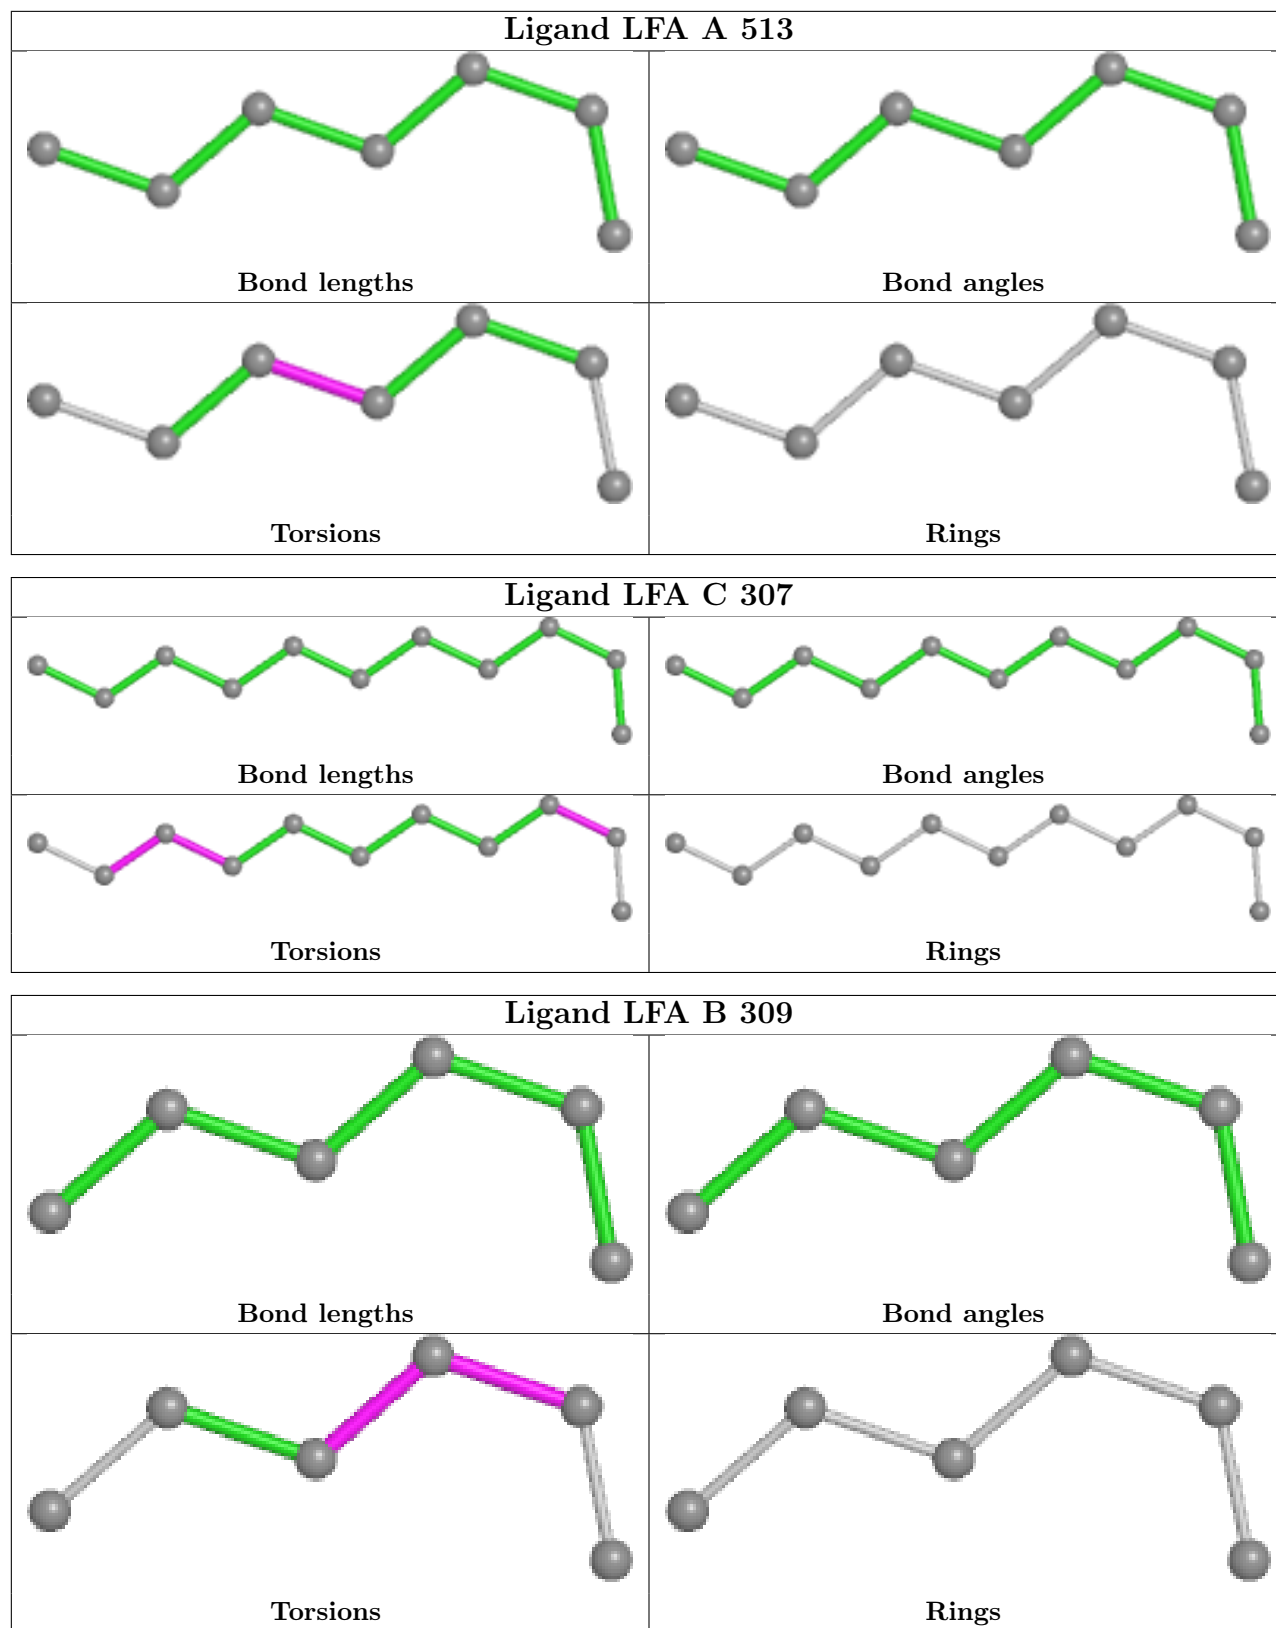 Ligand LFA A 513
Bond lengths
Bond angles
Torsions
Rings
Ligand LFA C 307
Bond lengths
Bond angles
Torsions
Rings
Ligand LFA B 309
Bond lengths
Bond angles
Torsions
Rings